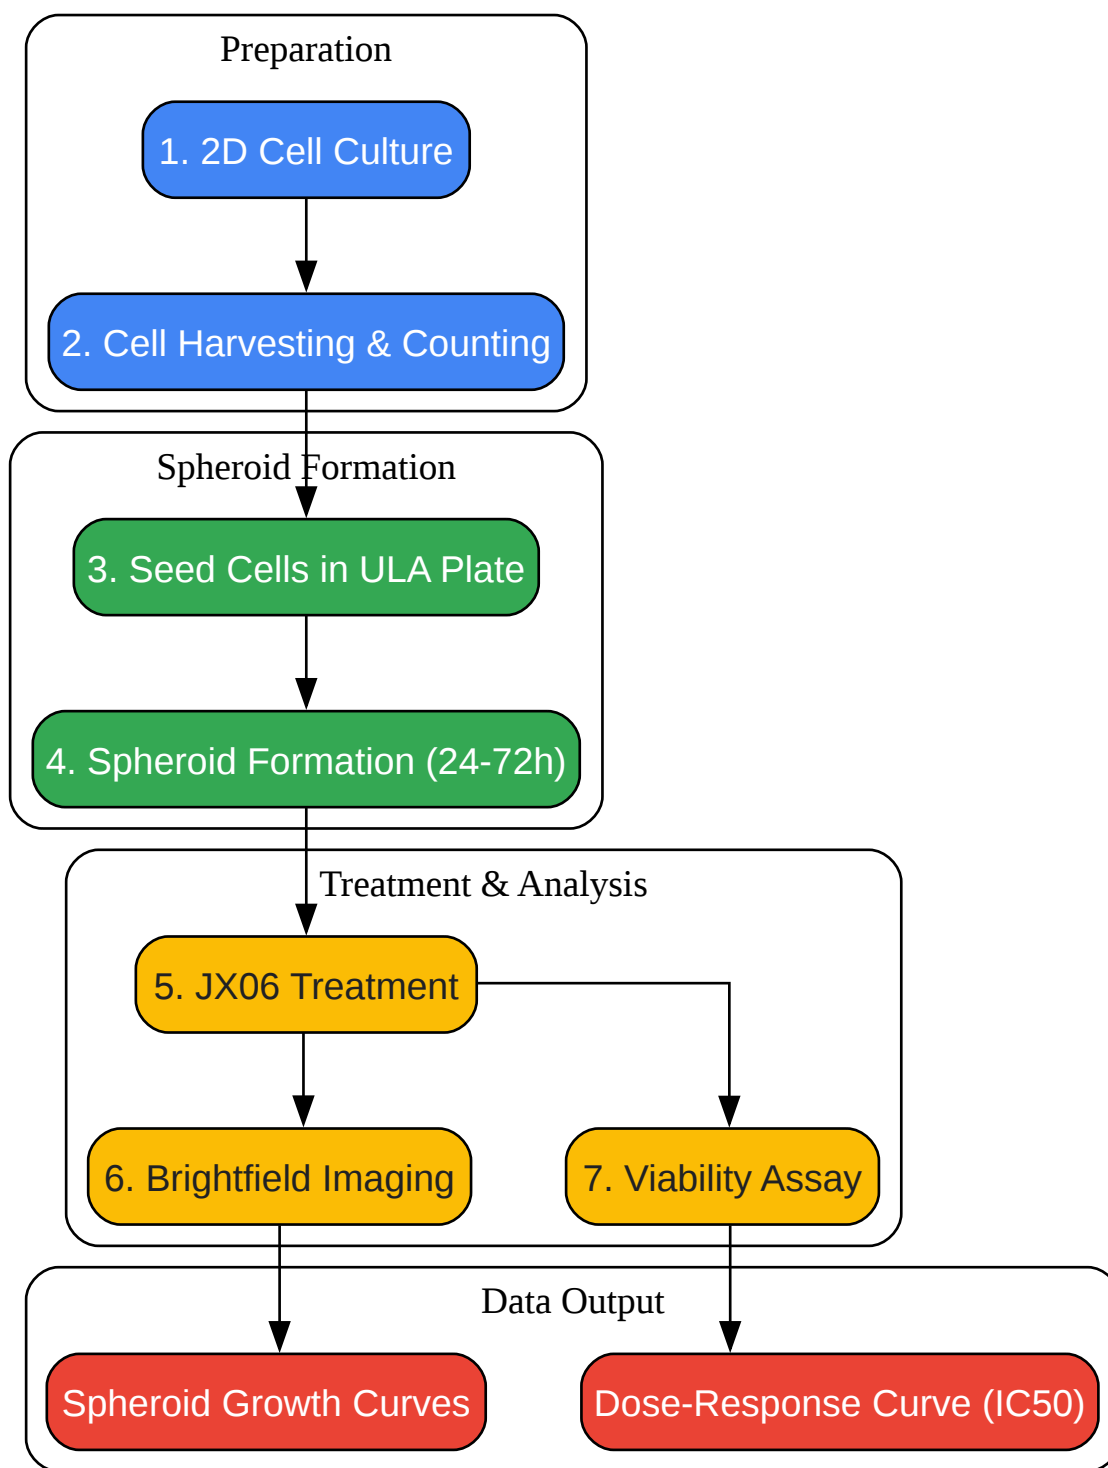 Preparation
1. 2D Cell Culture
2. Cell Harvesting & Counting
Spheroid Formation
3. Seed Cells in ULA Plate
4. Spheroid Formation (24-72h)
Treatment & Analysis
5. JX06 Treatment
6. Brightfield Imaging
7. Viability Assay
Data Output
Spheroid Growth Curves
Dose-Response Curve (IC50)